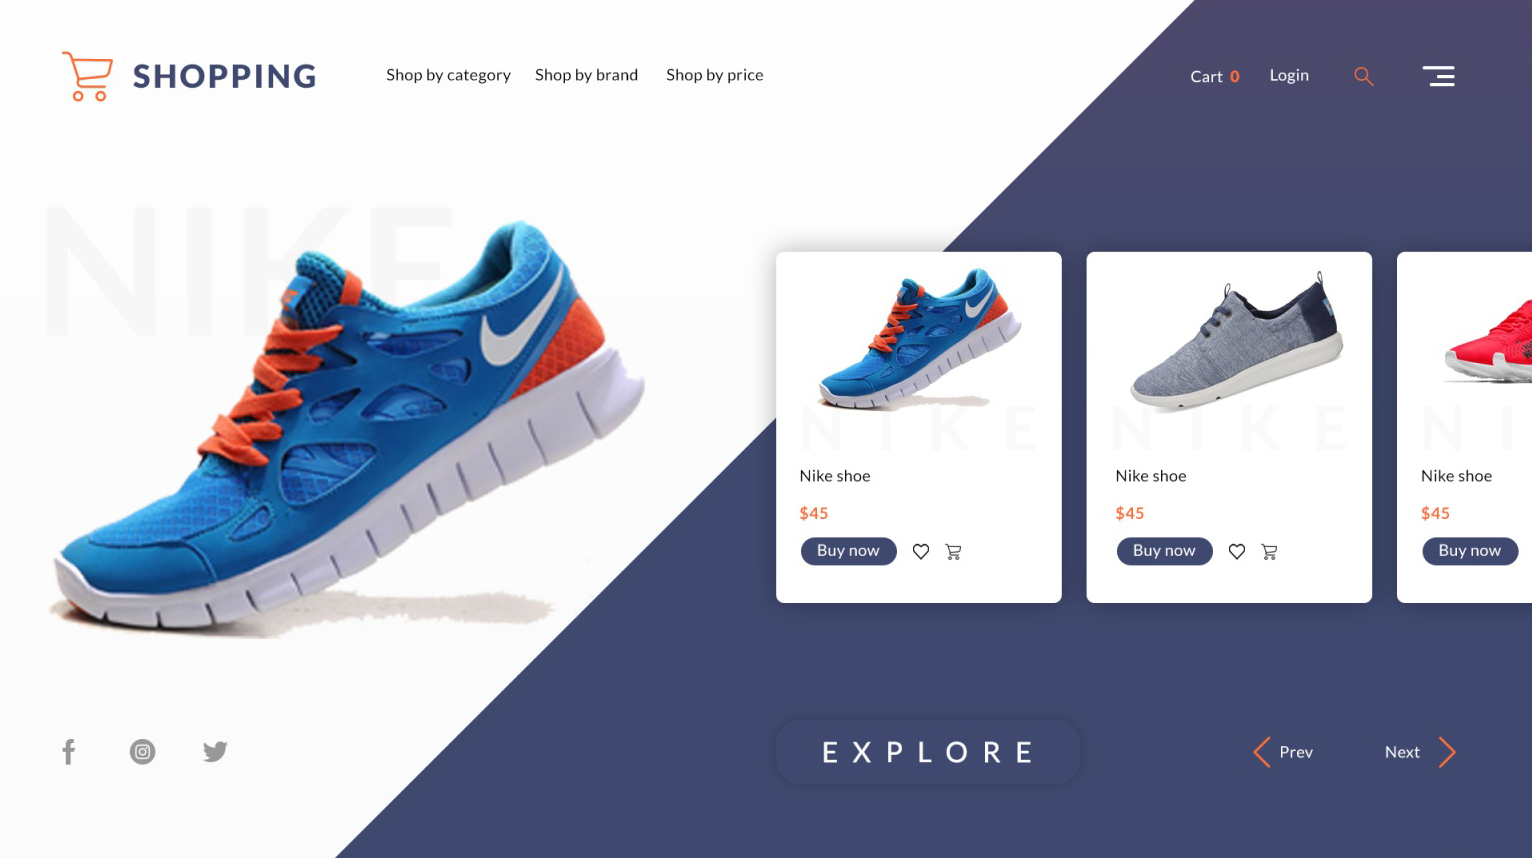 SHOPPING
Shop by category
Shop by brand
Shop by price
Cart 0
Login
NIKE
NIKE
Nike shoe
$45
Buy now
NIKE
Nike shoe
$45
Buy now
NI
Nike shoe
$45
Buy now
EXPLORE
Prev
Next